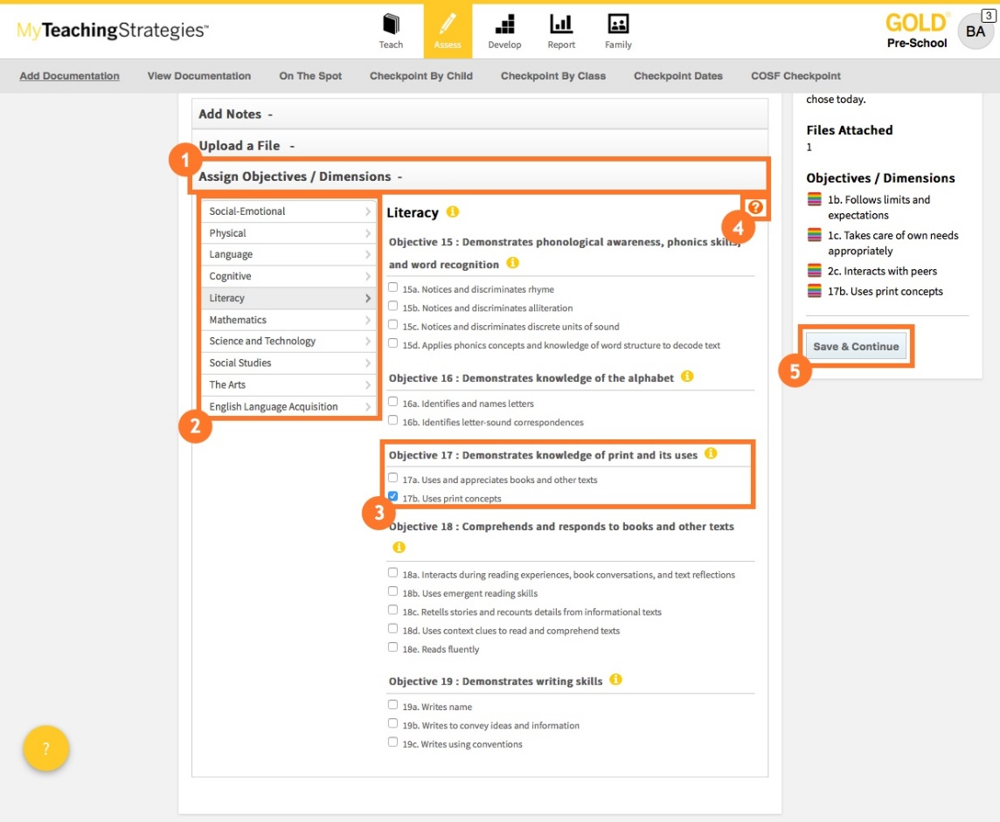 MyTeachingStrategies™
Teach
Assess
Develop
Report
Family
GOLD®
Pre-School
BA
3
Add Documentation
View Documentation
On The Spot
Checkpoint By Child
Checkpoint By Class
Checkpoint Dates
COSF Checkpoint
Add Notes -
Upload a File -
1
Assign Objectives / Dimensions -
Social-Emotional
Physical
Language
Cognitive
Literacy
Mathematics
Science and Technology
Social Studies
The Arts
English Language Acquisition
2
Literacy
4
Objective 15 : Demonstrates phonological awareness, phonics skills,
and word recognition
15a. Notices and discriminates rhyme
15b. Notices and discriminates alliteration
15c. Notices and discriminates discrete units of sound
15d. Applies phonics concepts and knowledge of word structure to decode text
Objective 16 : Demonstrates knowledge of the alphabet
16a. Identifies and names letters
16b. Identifies letter-sound correspondences
Objective 17 : Demonstrates knowledge of print and its uses
17a. Uses and appreciates books and other texts
17b. Uses print concepts
3
Objective 18 : Comprehends and responds to books and other texts
18a. Interacts during reading experiences, book conversations, and text reflections
18b. Uses emergent reading skills
18c. Retells stories and recounts details from informational texts
18d. Uses context clues to read and comprehend texts
18e. Reads fluently
Objective 19 : Demonstrates writing skills
19a. Writes name
19b. Writes to convey ideas and information
19c. Writes using conventions
chose today.
Files Attached
1
Objectives / Dimensions
1b. Follows limits and
expectations
1c. Takes care of own needs
appropriately
2c. Interacts with peers
17b. Uses print concepts
Save & Continue
5
?